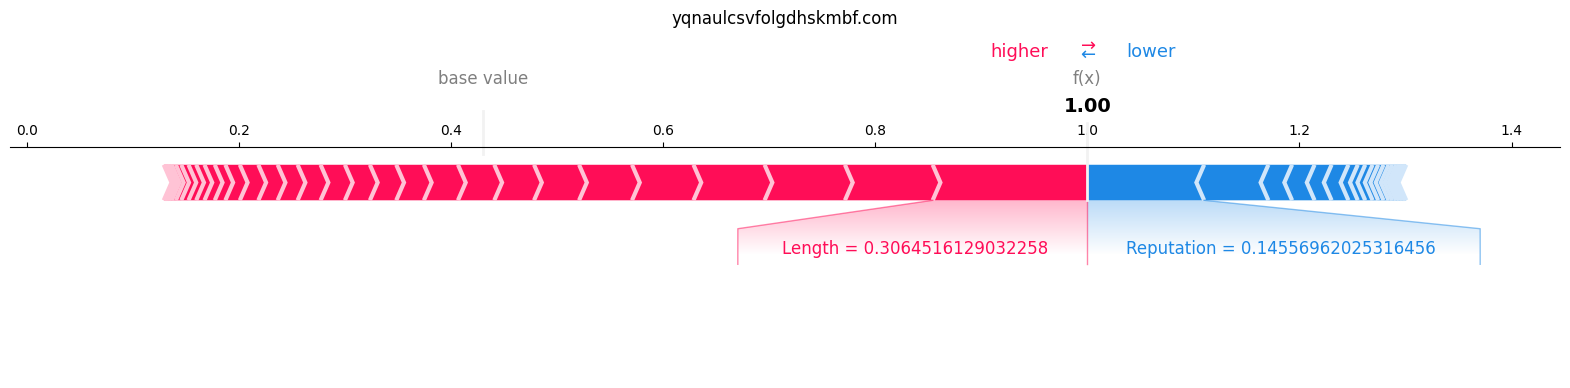 yqnaulcsvfolgdhskmbf.com
higher ⇄ lower
base value f(x)
1.00
0.0 0.2 0.4 0.6 0.8 1.0 1.2 1.4
Length = 0.3064516129032258 Reputation = 0.14556962025316456